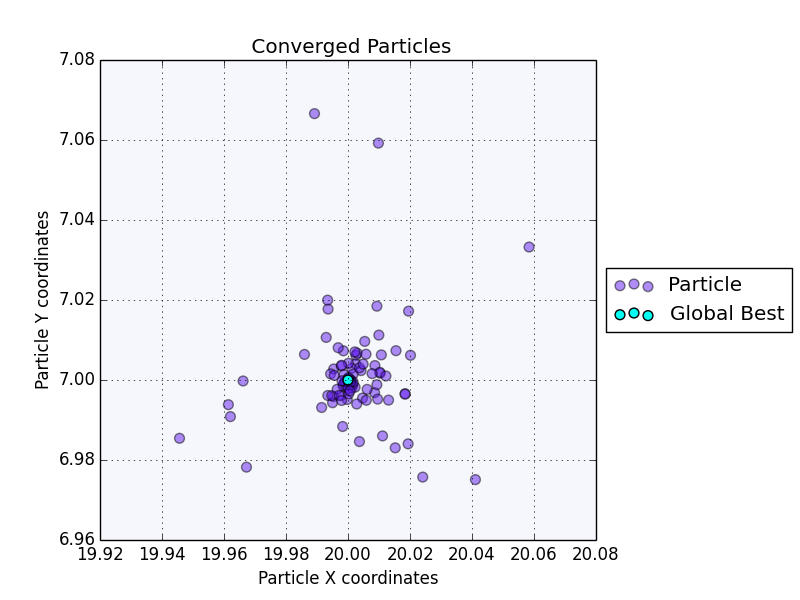 Converged Particles
7.08
7.06
7.04
7.02
7.00
6.98
6.96
Particle Y coordinates
19.92 19.94 19.96 19.98 20.00 20.02 20.04 20.06 20.08
Particle X coordinates
Particle
Global Best